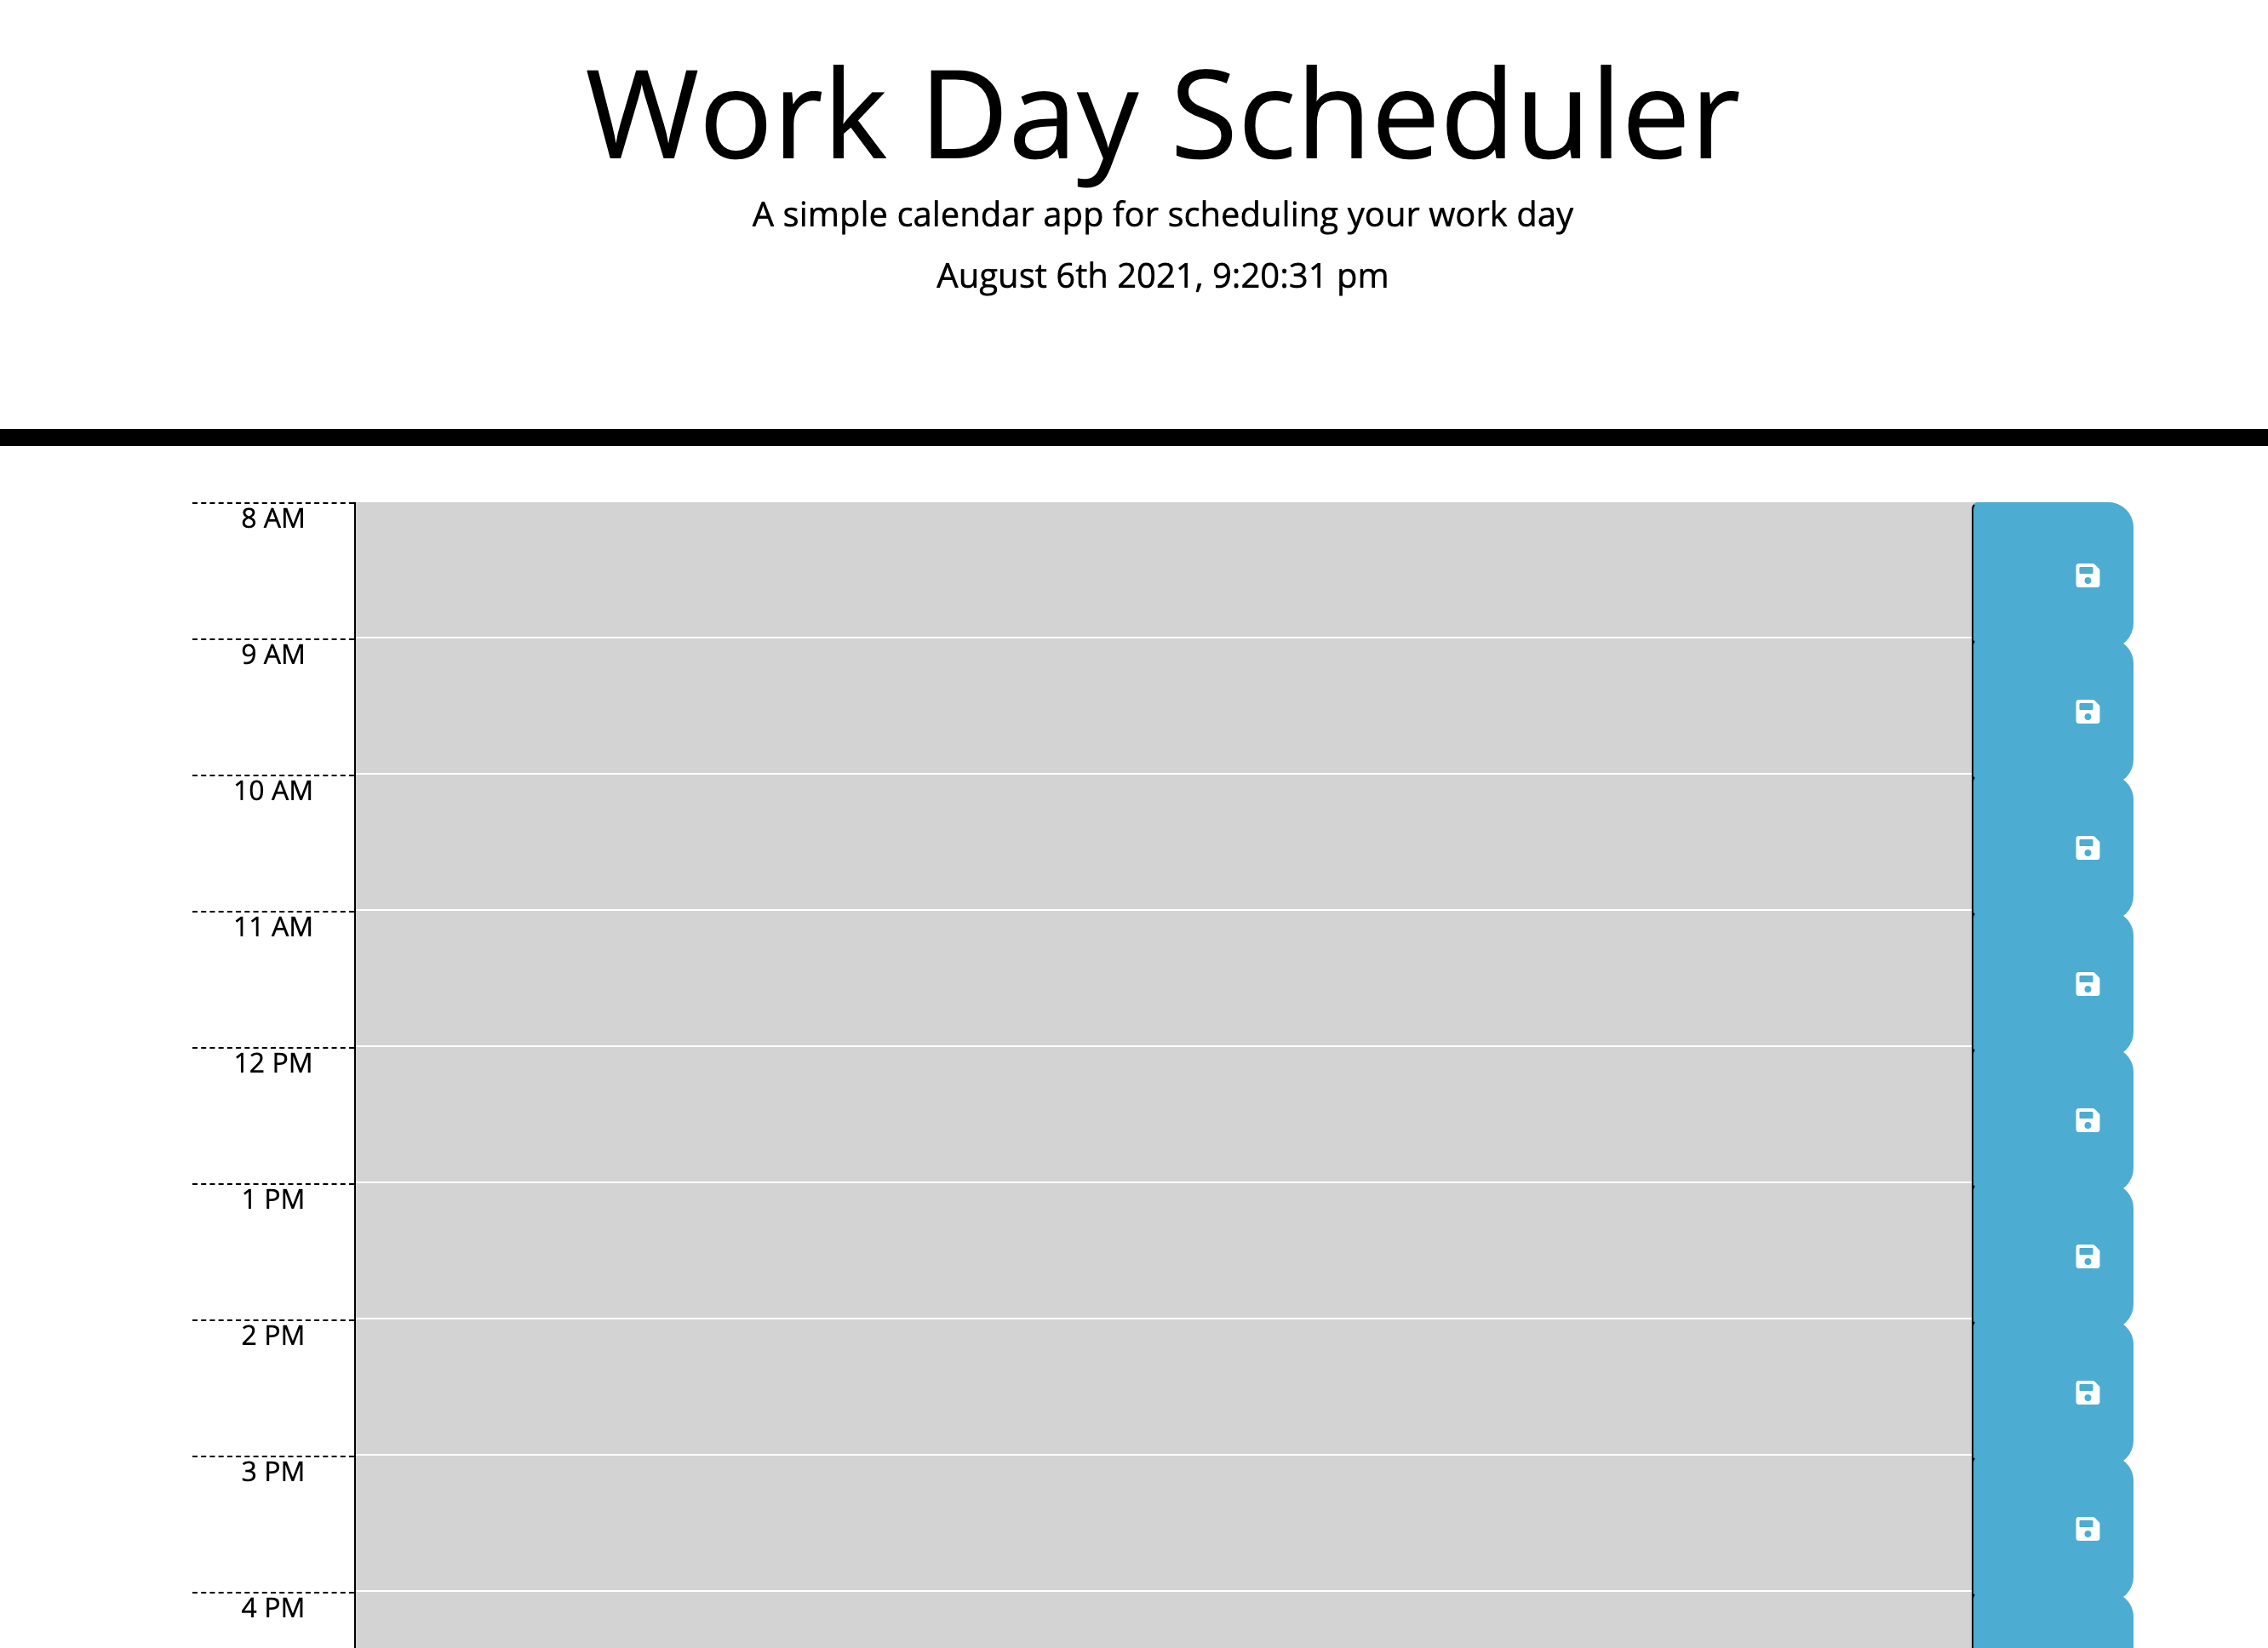 Work Day Scheduler
A simple calendar app for scheduling your work day
August 6th 2021, 9:20:31 pm
8 AM
9 AM
10 AM
11 AM
12 PM
1 PM
2 PM
3 PM
4 PM